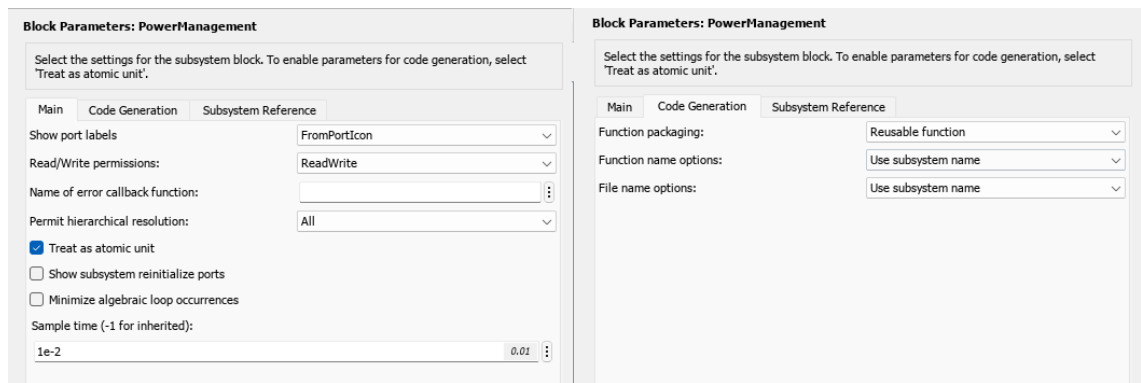 Block Parameters: PowerManagement
Select the settings for the subsystem block. To enable parameters for code generation, select
'Treat as atomic unit'.
Main Code Generation Subsystem Reference
Show port labels FromPortIcon
Read/Write permissions: ReadWrite
Name of error callback function:
Permit hierarchical resolution: All
Treat as atomic unit
Show subsystem reinitialize ports
Minimize algebraic loop occurrences
Sample time (-1 for inherited):
1e-2 0.01
Block Parameters: PowerManagement
Select the settings for the subsystem block. To enable parameters for code generation, select
'Treat as atomic unit'.
Main Code Generation Subsystem Reference
Function packaging: Reusable function
Function name options: Use subsystem name
File name options: Use subsystem name